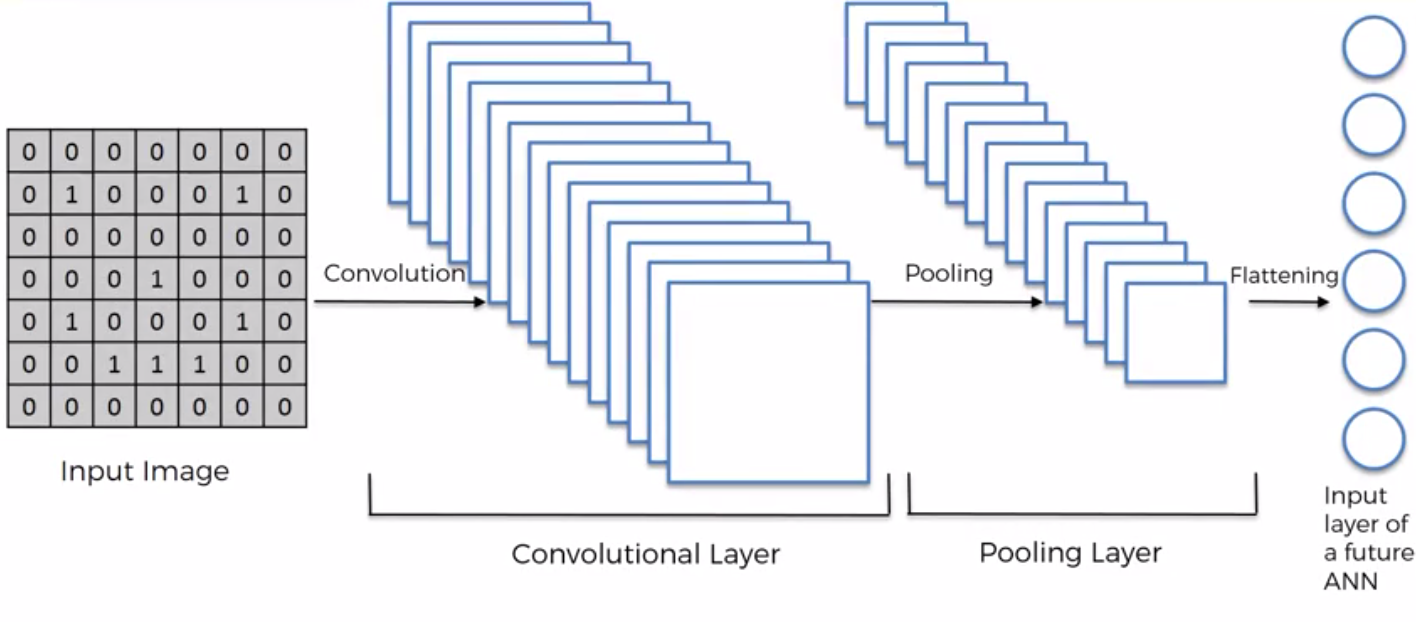 0 0 0 0 0 0 0
0 1 0 0 0 1 0
0 0 0 0 0 0 0
0 0 0 1 0 0 0
0 1 0 0 0 1 0
0 0 1 1 1 0 0
0 0 0 0 0 0 0
Input Image
Convolution
Convolutional Layer
Pooling
Pooling Layer
Flattening
Input
layer of
a future
ANN